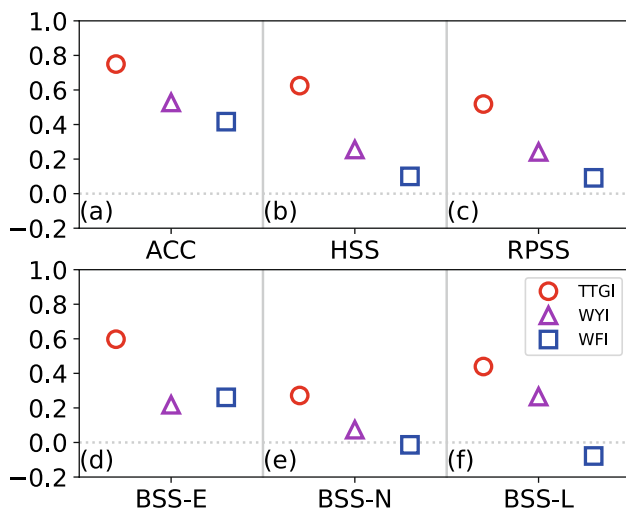 1.0
0.8
0.6
0.4
0.2
0.0
−0.2
(a)
(b)
(c)
ACC
HSS
RPSS
1.0
0.8
0.6
0.4
0.2
0.0
−0.2
TTGI
WYI
WFI
(d)
(e)
(f)
BSS-E
BSS-N
BSS-L